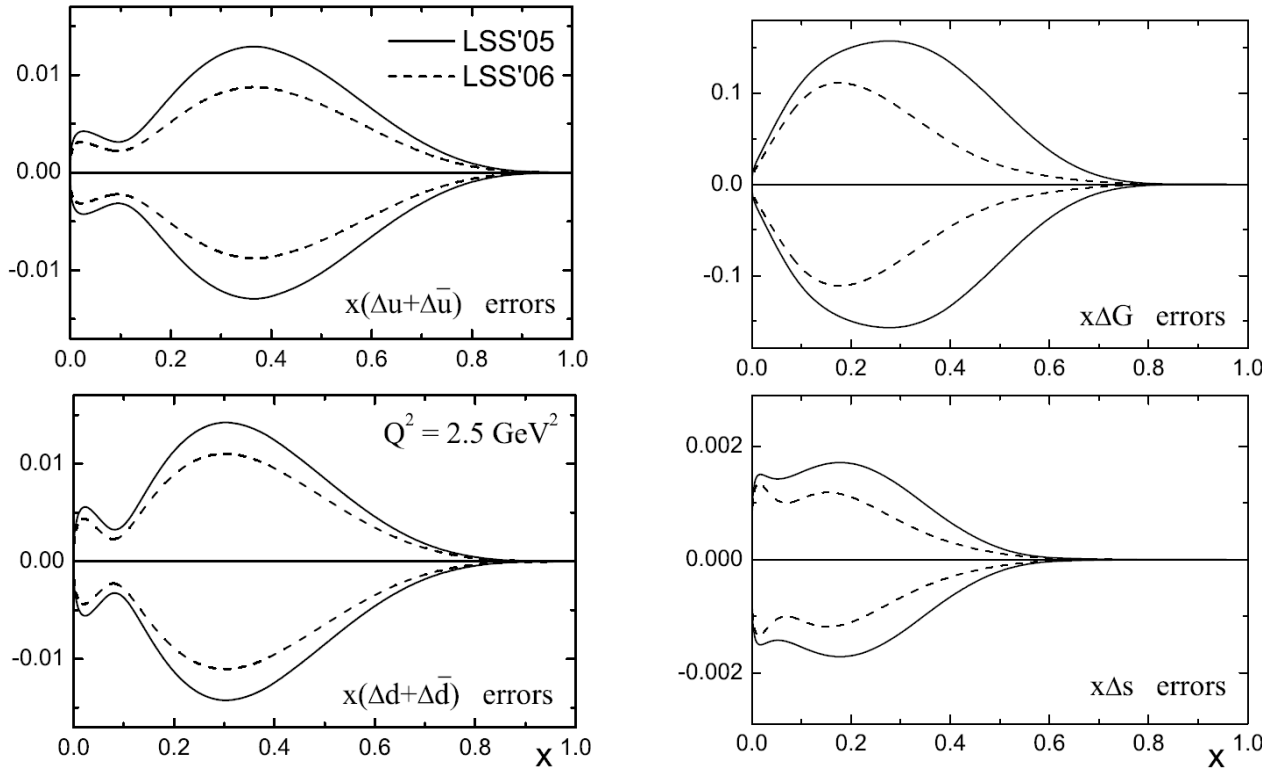 LSS'05
LSS'06
0.01
0.00
-0.01
x(Δu+Δū) errors
0.0 0.2 0.4 0.6 0.8 1.0
0.1
0.0
-0.1
xΔG errors
0.0 0.2 0.4 0.6 0.8 1.0
Q² = 2.5 GeV²
0.01
0.00
-0.01
x(Δd+Δd̄) errors
0.0 0.2 0.4 0.6 0.8 1.0
x
0.002
0.000
-0.002
xΔs errors
0.0 0.2 0.4 0.6 0.8 1.0
x